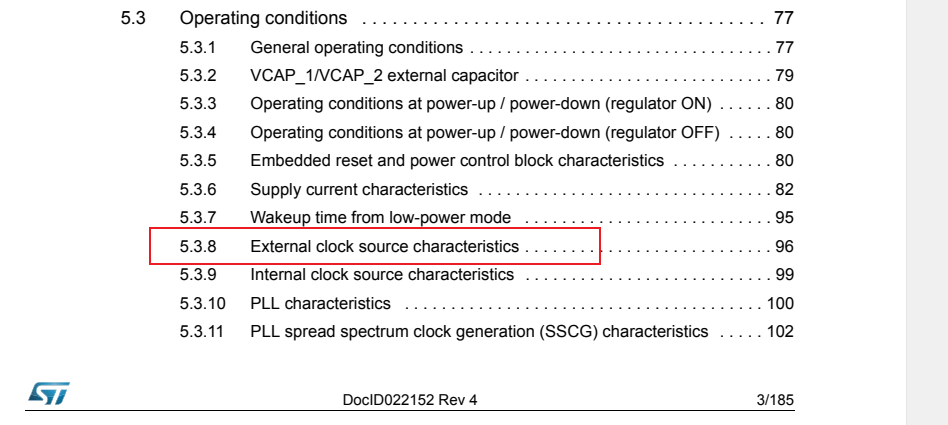 5.3 Operating conditions . . . . . . . . . . . . . . . . . . . . . . . . . . . . . . . . . . . . . . . . 77
5.3.1 General operating conditions . . . . . . . . . . . . . . . . . . . . . . . . . . . . . . . . . 77
5.3.2 VCAP_1/VCAP_2 external capacitor . . . . . . . . . . . . . . . . . . . . . . . . . . . 79
5.3.3 Operating conditions at power-up / power-down (regulator ON) . . . . . . 80
5.3.4 Operating conditions at power-up / power-down (regulator OFF) . . . . . 80
5.3.5 Embedded reset and power control block characteristics . . . . . . . . . . . 80
5.3.6 Supply current characteristics . . . . . . . . . . . . . . . . . . . . . . . . . . . . . . . . 82
5.3.7 Wakeup time from low-power mode . . . . . . . . . . . . . . . . . . . . . . . . . . . 95
5.3.8 External clock source characteristics . . . . . . . . . . . . . . . . . . . . . . . . . . . 96
5.3.9 Internal clock source characteristics . . . . . . . . . . . . . . . . . . . . . . . . . . . 99
5.3.10 PLL characteristics . . . . . . . . . . . . . . . . . . . . . . . . . . . . . . . . . . . . . . . 100
5.3.11 PLL spread spectrum clock generation (SSCG) characteristics . . . . . 102
ST DocID022152 Rev 4 3/185